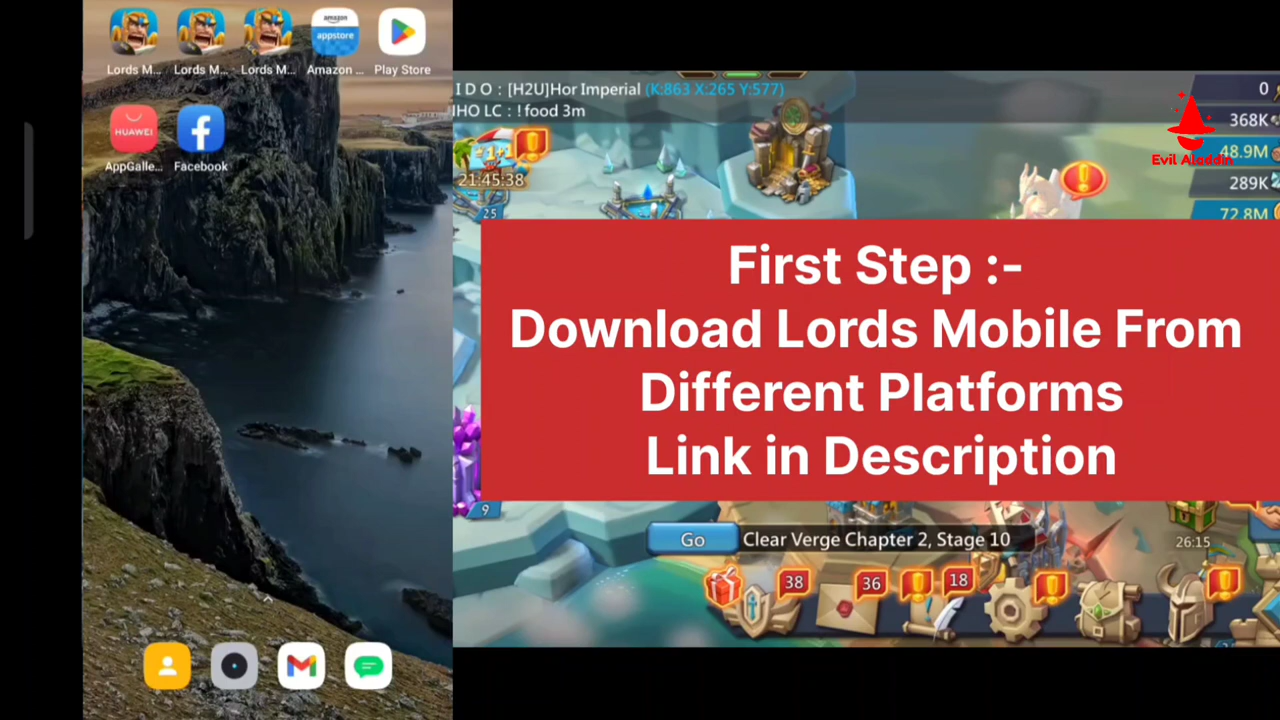 Lords M...
Lords M...
Lords M...
amazon
appstore
Amazon ...
Play Store
HUAWEI
AppGalle...
Facebook
I D O : [H2U]Hor Imperial (K:863 X:265 Y:577)
HO LC : ! food 3m
21:45:38
25
0
368K
48.9M
289K
72.8M
Evil Aladdin
First Step :-
Download Lords Mobile From
Different Platforms
Link in Description
9
Go
Clear Verge Chapter 2, Stage 10
26:15
38
36
18